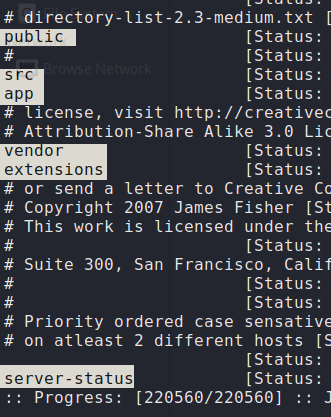 [Status:
# directory-list-2.3-medium.txt [
public [Status:
# [Status:
src [Status:
app [Status:
# license, visit http://creativec
# Attribution-Share Alike 3.0 Lic
vendor [Status:
extensions [Status:
# or send a letter to Creative Co
# Copyright 2007 James Fisher [St
# This work is licensed under the
# [Status:
# Suite 300, San Francisco, Calif
# [Status:
# [Status:
# Priority ordered case sensative
# on atleast 2 different hosts [S
[Status:
server-status [Status:
:: Progress: [220560/220560] :: J
Browse Network